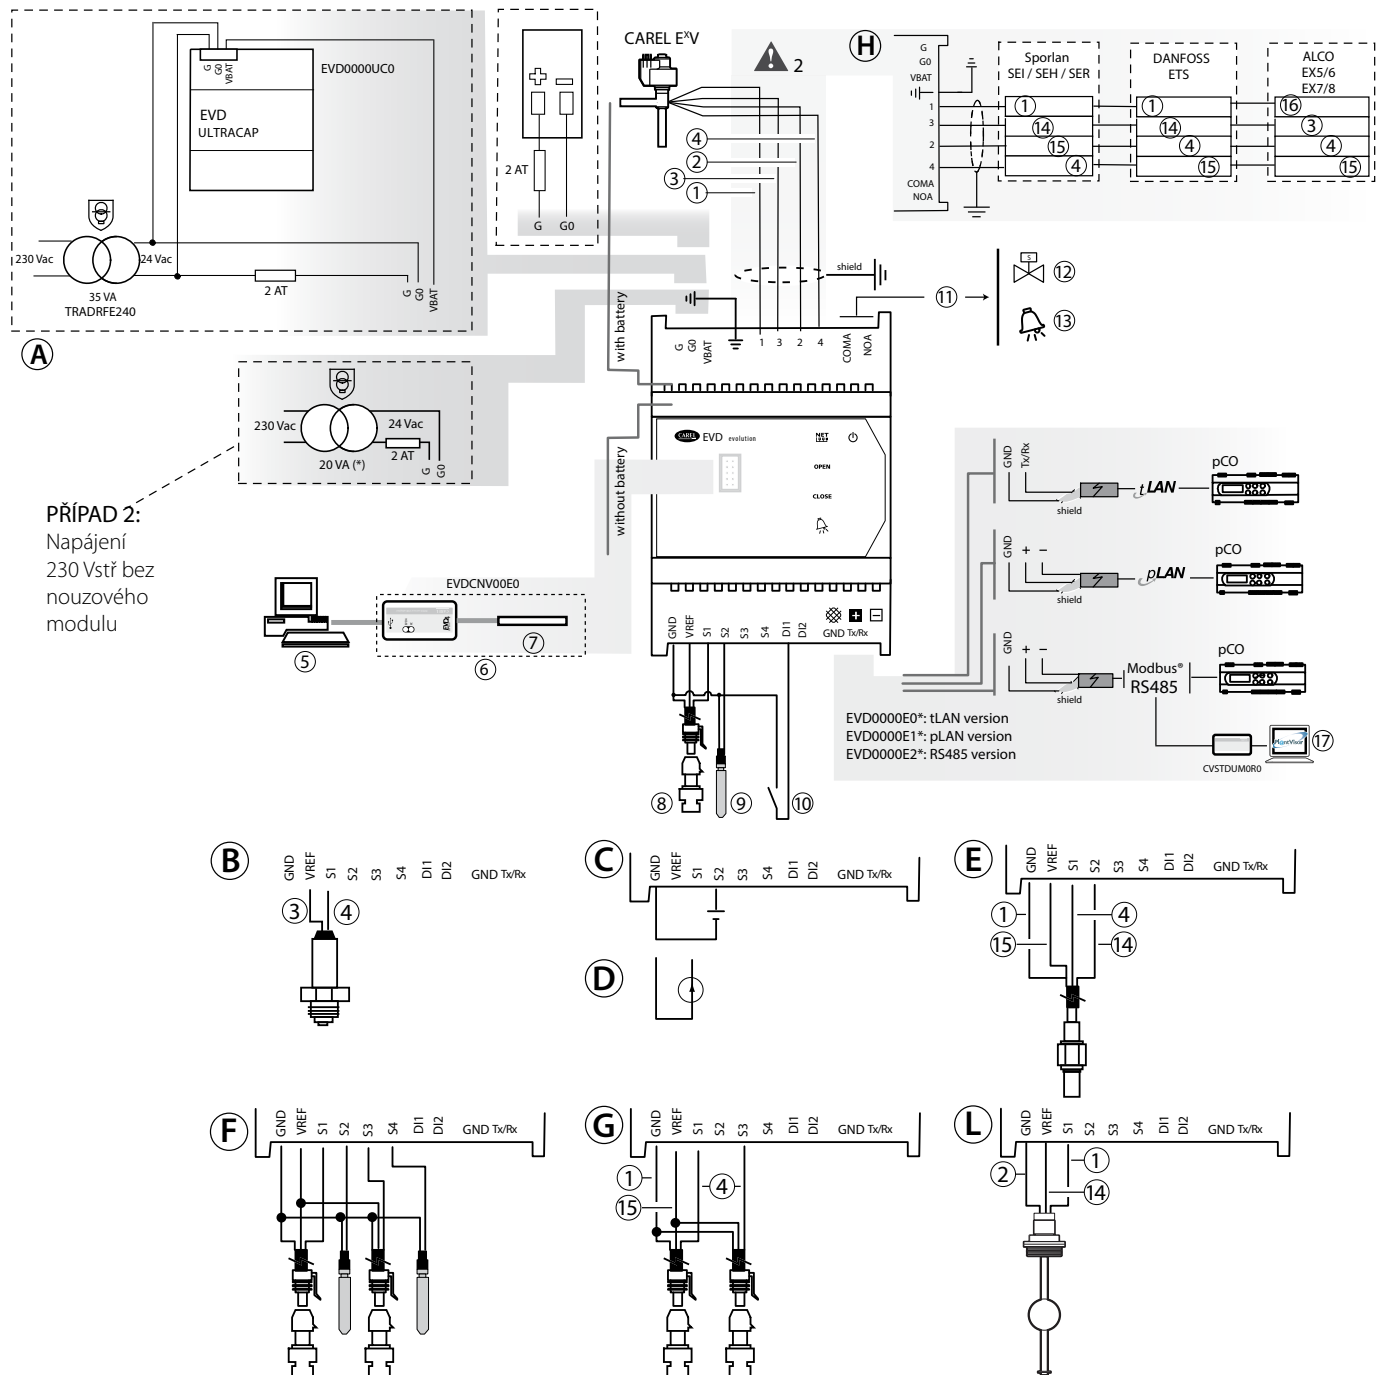 CAREL EXV
2
H
G
G0
VBAT
1
3
2
4
COMA
NOA
Sporlan
SEI / SEH / SER
1
14
15
4
DANFOSS
ETS
1
14
4
15
ALCO
EX5/6
EX7/8
16
3
4
15
G
G0
VBAT
EVD0000UC0
EVD
ULTRACAP
230 Vac
24 Vac
35 VA
TRADRFE240
2 AT
G
G0
VBAT
A
2 AT
G
G0
4
2
3
1
shield
11
12
13
S
with battery
without battery
G
G0
VBAT
1
3
2
4
COMA
NOA
230 Vac
24 Vac
2 AT
20 VA (*)
G
G0
PŘÍPAD 2:
Napájení
230 Vstř bez
nouzového
modulu
CAREL
EVD evolution
NET
OPEN
CLOSE
EVDCNV00E0
5
6
7
GND
VREF
S1
S2
S3
S4
DI1
DI2
GND Tx/Rx
8
9
10
GND
Tx/Rx
shield
tLAN
pCO
GND
+
−
shield
pLAN
pCO
GND
+
−
shield
Modbus®
RS485
pCO
CVSTDUM0R0
PlantVisor
17
EVD0000E0*: tLAN version
EVD0000E1*: pLAN version
EVD0000E2*: RS485 version
B
GND
VREF
S1
S2
S3
S4
DI1
DI2
GND Tx/Rx
3
4
C
GND
VREF
S1
S2
S3
S4
DI1
DI2
GND Tx/Rx
D
E
GND
VREF
S1
S2
S3
S4
DI1
DI2
GND Tx/Rx
1
4
15
14
F
GND
VREF
S1
S2
S3
S4
DI1
DI2
GND Tx/Rx
G
GND
VREF
S1
S2
S3
S4
DI1
DI2
GND Tx/Rx
1
15
4
L
GND
VREF
S1
S2
S3
S4
DI1
DI2
GND Tx/Rx
2
1
14